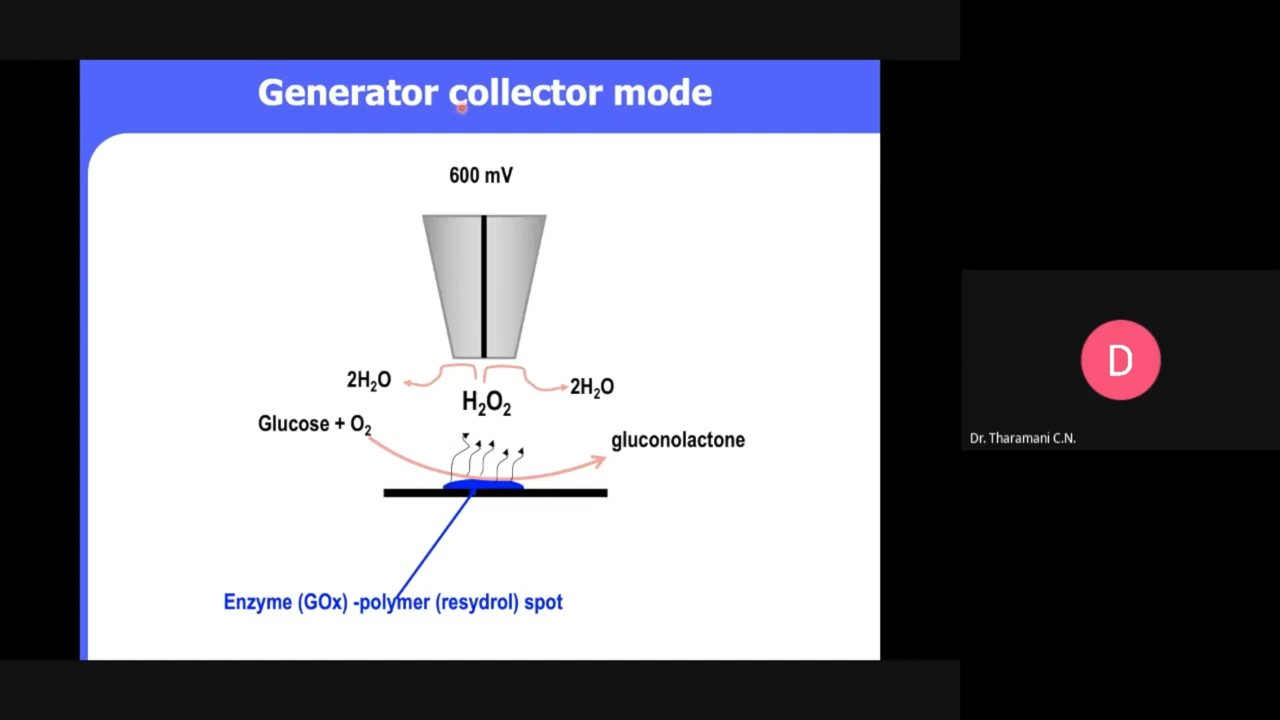 Generator collector mode
600 mV
2H₂O
2H₂O
H₂O₂
Glucose + O₂
gluconolactone
Enzyme (GOx) -polymer (resydrol) spot
D
Dr. Tharamani C.N.